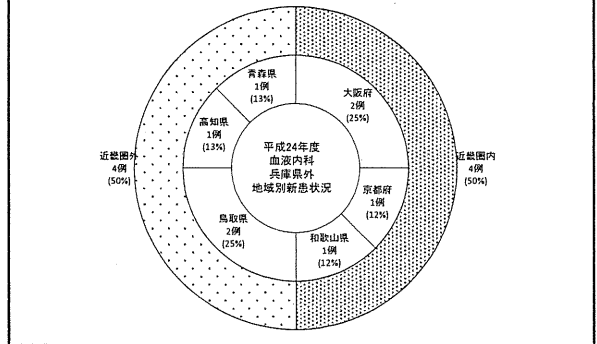 平成24年度
血液内科
兵庫県外
地域別新患状況
大阪府
2例
(25%)
京都府
1例
(12%)
和歌山県
1例
(12%)
鳥取県
2例
(25%)
高知県
1例
(13%)
青森県
1例
(13%)
近畿圏内
4例
(50%)
近畿圏外
4例
(50%)